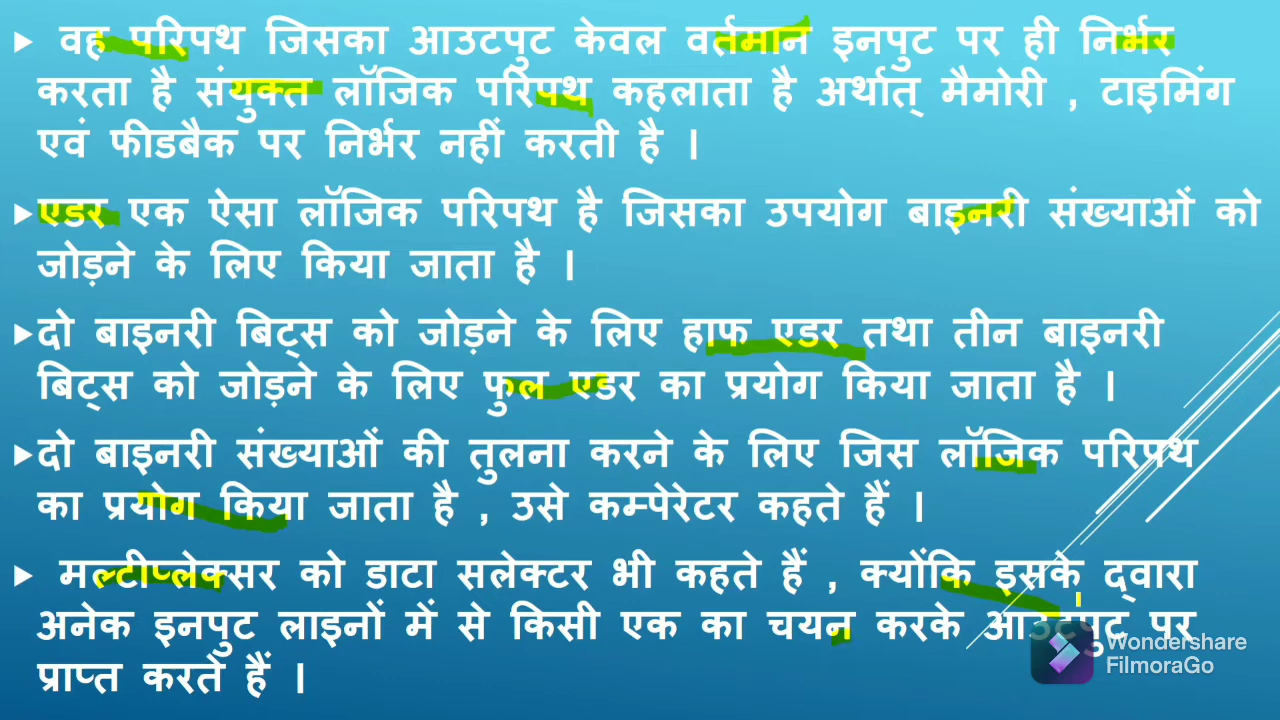 वह परिपथ जिसका आउटपुट केवल वर्तमान इनपुट पर ही निर्भर
करता है संयुक्त लॉजिक परिपथ कहलाता है अर्थात् मैमोरी , टाइमिंग
एवं फीडबैक पर निर्भर नहीं करती है ।
एडर एक ऐसा लॉजिक परिपथ है जिसका उपयोग बाइनरी संख्याओं को
जोड़ने के लिए किया जाता है ।
दो बाइनरी बिट्स को जोड़ने के लिए हाफ एडर तथा तीन बाइनरी
बिट्स को जोड़ने के लिए फुल एडर का प्रयोग किया जाता है ।
दो बाइनरी संख्याओं की तुलना करने के लिए जिस लॉजिक परिपथ
का प्रयोग किया जाता है , उसे कम्पेरेटर कहते हैं ।
मल्टीप्लेक्सर को डाटा सलेक्टर भी कहते हैं , क्योंकि इसके द्वारा
अनेक इनपुट लाइनों में से किसी एक का चयन करके आउटपुट पर
प्राप्त करते हैं ।
Wondershare
FilmoraGo